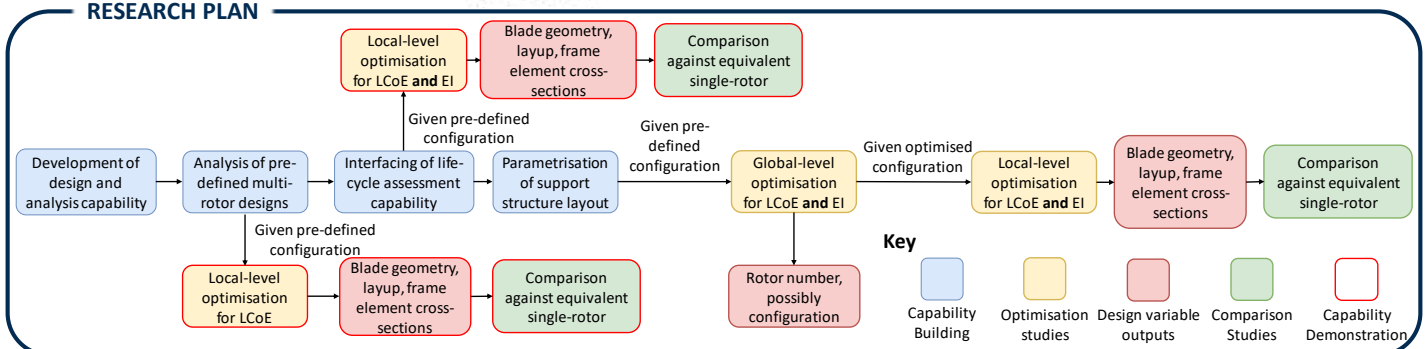 RESEARCH PLAN
Local-level
optimisation
for LCoE and EI
Blade geometry,
layup, frame
element cross-
sections
Comparison
against equivalent
single-rotor
Given pre-defined
configuration
Development of
design and
analysis capability
Analysis of pre-
defined multi-
rotor designs
Interfacing of life-
cycle assessment
capability
Parametrisation
of support
structure layout
Given pre-
defined
configuration
Global-level
optimisation
for LCoE and EI
Given optimised
configuration
Local-level
optimisation
for LCoE and EI
Blade geometry,
layup, frame
element cross-
sections
Comparison
against equivalent
single-rotor
Given pre-defined
configuration
Local-level
optimisation
for LCoE
Blade geometry,
layup, frame
element cross-
sections
Comparison
against equivalent
single-rotor
Rotor number,
possibly
configuration
Key
Capability
Building
Optimisation
studies
Design variable
outputs
Comparison
Studies
Capability
Demonstration